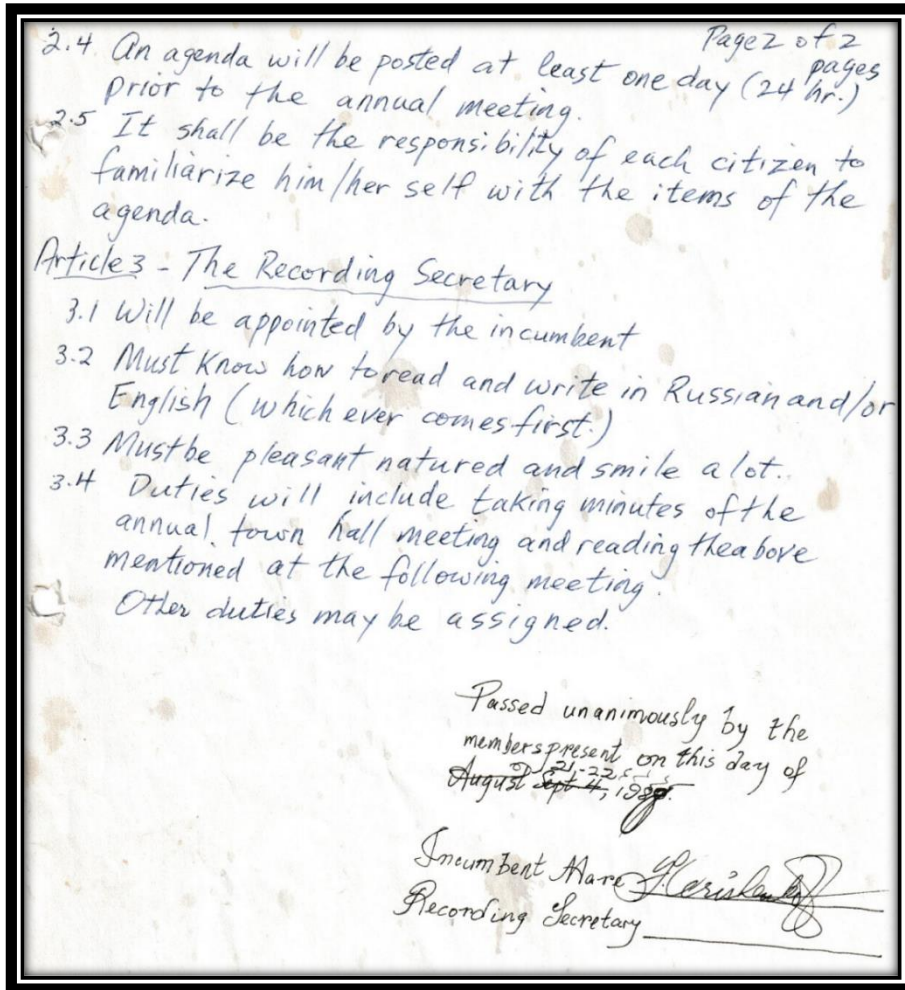 Page 2 of 2
pages
2.4 An agenda will be posted at least one day (24 hr.)
prior to the annual meeting.
2.5 It shall be the responsibility of each citizen to
familiarize him/her self with the items of the
agenda.
Article 3 - The Recording Secretary
3.1 Will be appointed by the incumbent
3.2 Must Know how to read and write in Russian and/or
English (which ever comes first.)
3.3 Must be pleasant natured and smile a lot..
3.4 Duties will include taking minutes of the
annual. town hall meeting and reading the above
mentioned at the following meeting.
Other duties may be assigned.
Passed unanimously by the
members present on this day of
21-22
August Sept 4, 198
Incumbent Mare
Recording Secretary